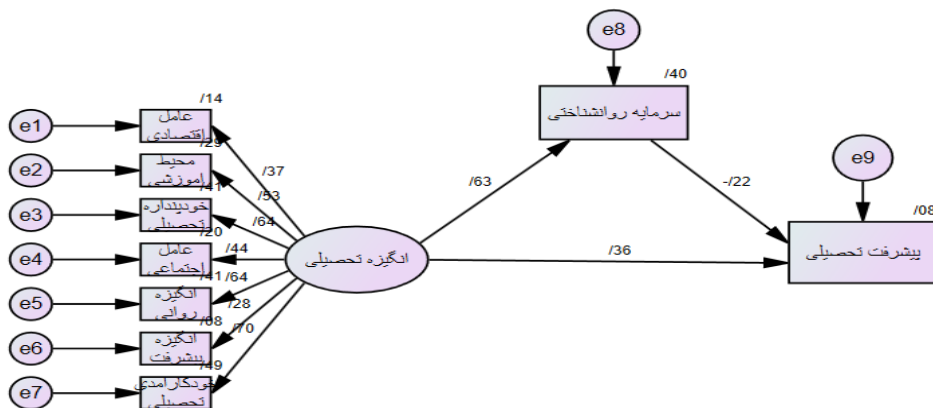 e8
/40
سرمایه روانشناختی
/14
e1
عامل
اقتصادی
/29
e2
محیط
اموزشی
/41
e3
خودپنداره
تحصیلی
/20
e4
عامل
اجتماعی
/41
e5
انگیزه
روانی
/08
e6
انگیزه
پیشرفت
/49
e7
خودکارامدی
تحصیلی
/37
/53
/64
/44
/64
/28
/70
انگیزه تحصیلی
/63
-/22
/36
e9
/08
پیشرفت تحصیلی